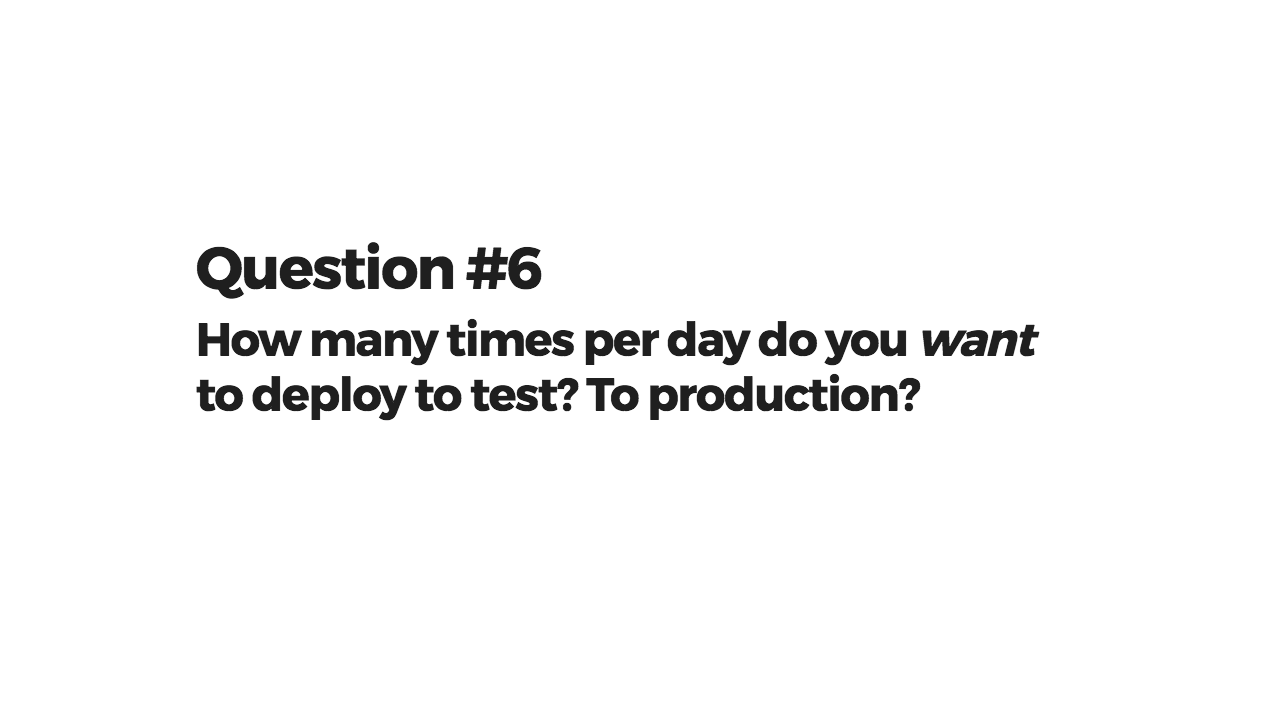 Question #6
How many times per day do you want
to deploy to test? To production?